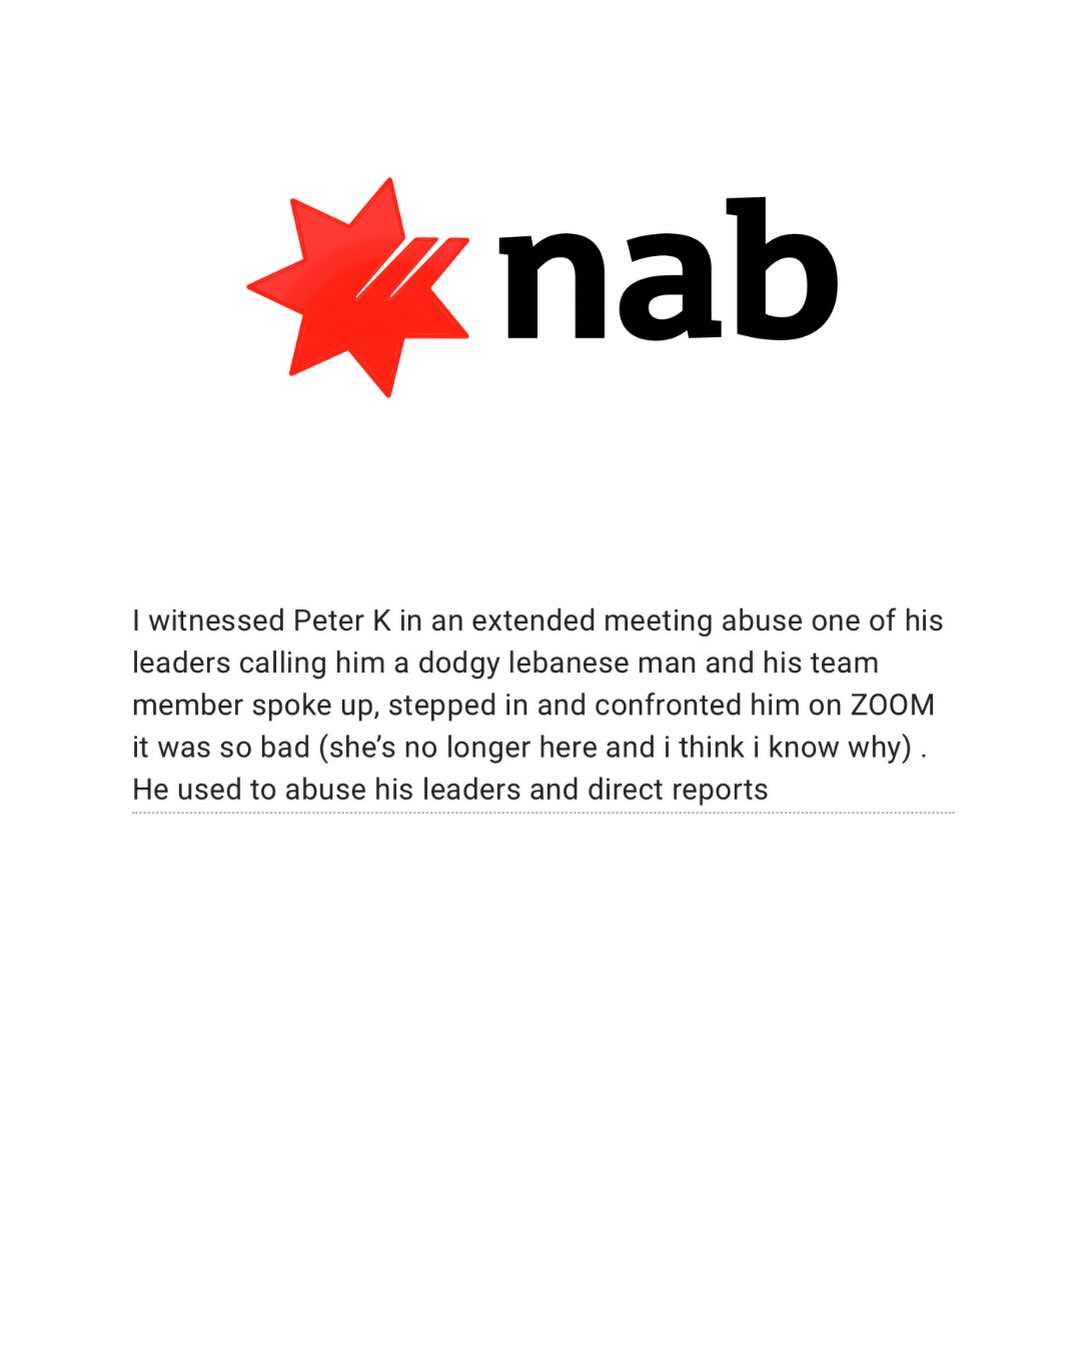 nab
I witnessed Peter K in an extended meeting abuse one of his
leaders calling him a dodgy lebanese man and his team
member spoke up, stepped in and confronted him on ZOOM
it was so bad (she’s no longer here and i think i know why) .
He used to abuse his leaders and direct reports